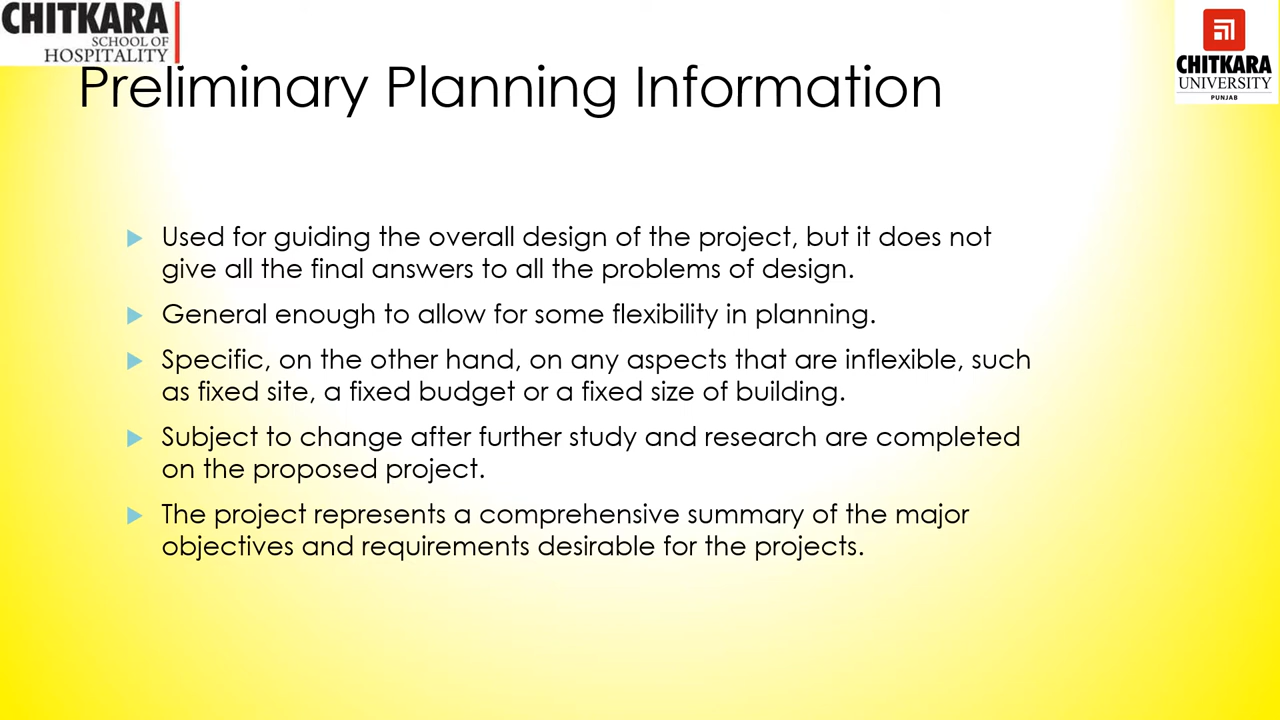 CHITKARA
SCHOOL OF
HOSPITALITY
CHITKARA
UNIVERSITY
PUNJAB
Preliminary Planning Information
Used for guiding the overall design of the project, but it does not
give all the final answers to all the problems of design.
General enough to allow for some flexibility in planning.
Specific, on the other hand, on any aspects that are inflexible, such
as fixed site, a fixed budget or a fixed size of building.
Subject to change after further study and research are completed
on the proposed project.
The project represents a comprehensive summary of the major
objectives and requirements desirable for the projects.